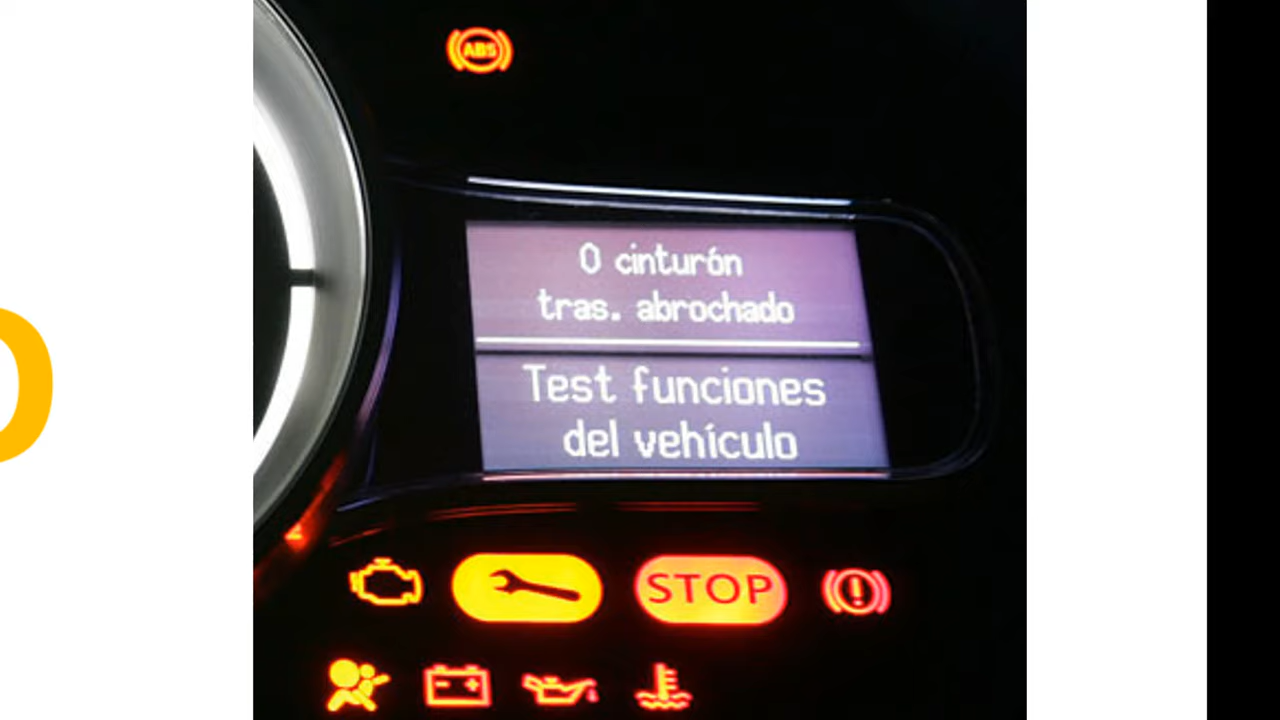 ABS
0 cinturón
tras. abrochado
Test funciones
del vehículo
STOP